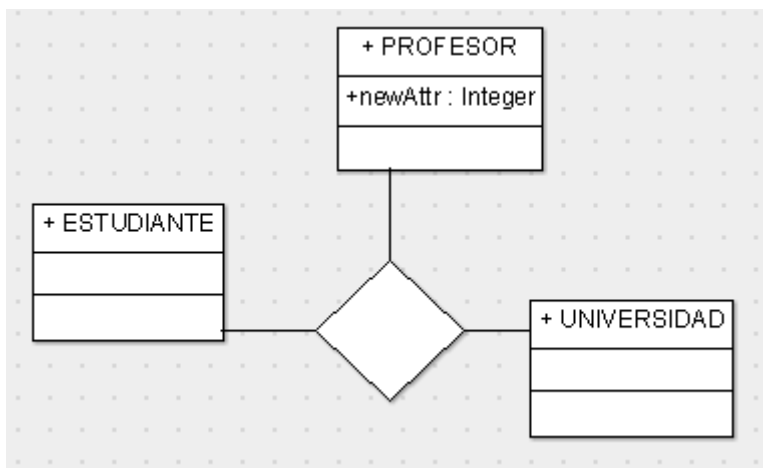 + PROFESOR
+newAttr : Integer
+ ESTUDIANTE
+ UNIVERSIDAD